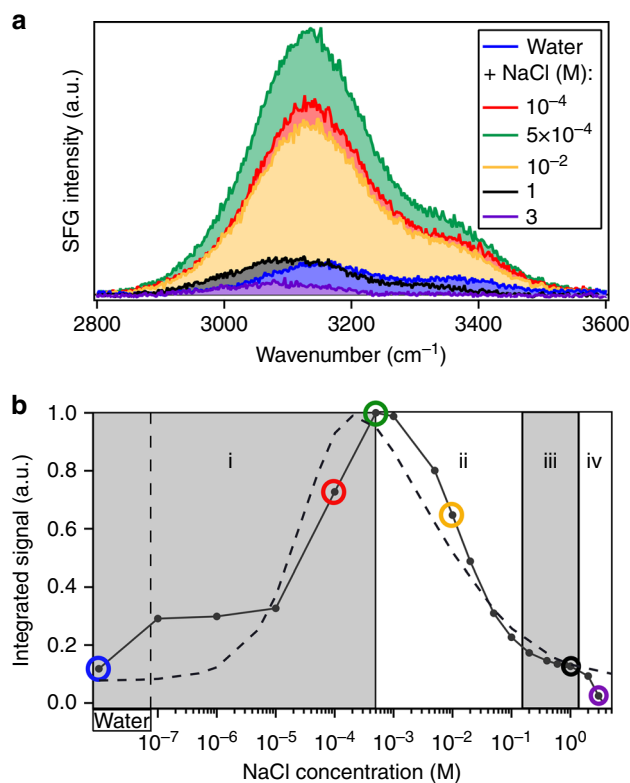 a
SFG intensity (a.u.)
Water
+ NaCl (M):
10⁻⁴
5×10⁻⁴
10⁻²
1
3
2800 3000 3200 3400 3600
Wavenumber (cm⁻¹)
b
Integrated signal (a.u.)
1.0
0.8
0.6
0.4
0.2
0.0
i ii iii iv
Water
10⁻⁷ 10⁻⁶ 10⁻⁵ 10⁻⁴ 10⁻³ 10⁻² 10⁻¹ 10⁰
NaCl concentration (M)